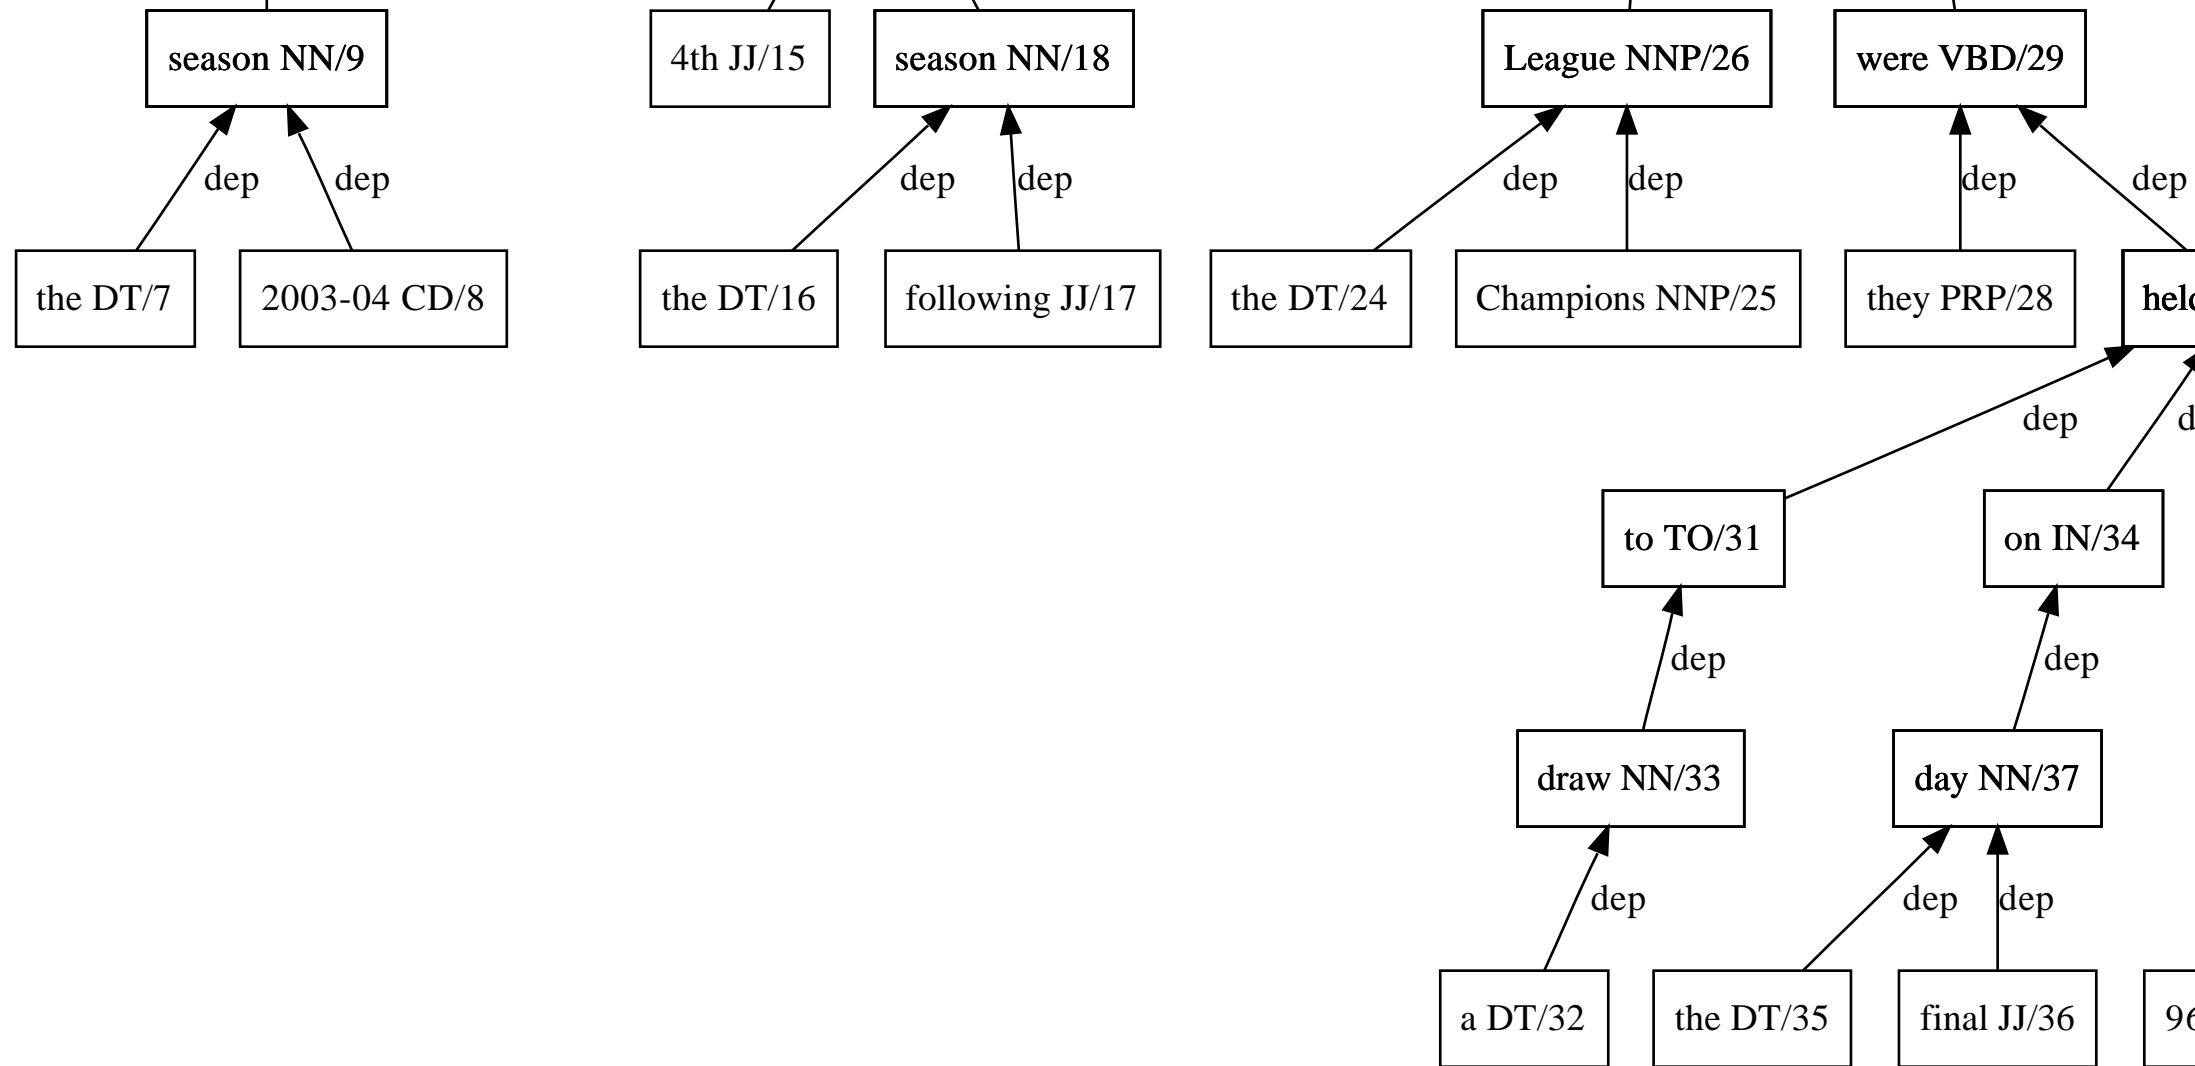 season NN/9
4th JJ/15
season NN/18
League NNP/26
were VBD/29
dep
dep
dep
dep
dep
dep
dep
dep
the DT/7
2003-04 CD/8
the DT/16
following JJ/17
the DT/24
Champions NNP/25
they PRP/28
dep
to TO/31
on IN/34
dep
dep
draw NN/33
day NN/37
dep
dep
dep
a DT/32
the DT/35
final JJ/36